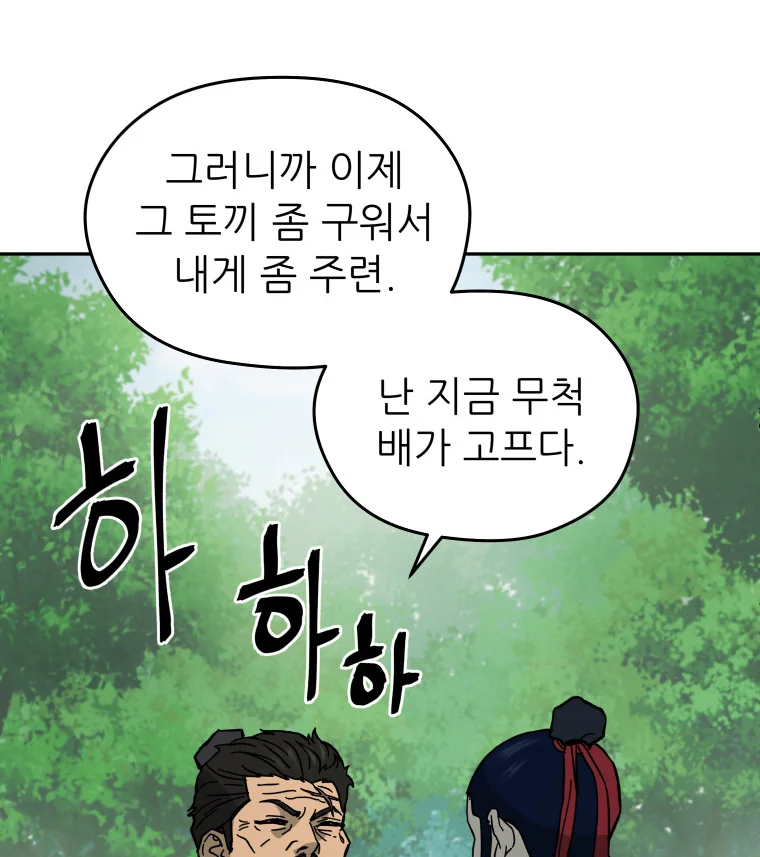 그러니까 이제
그 토끼 좀 구워서
내게 좀 주련.
난 지금 무척
배가 고프다.
하
하
하